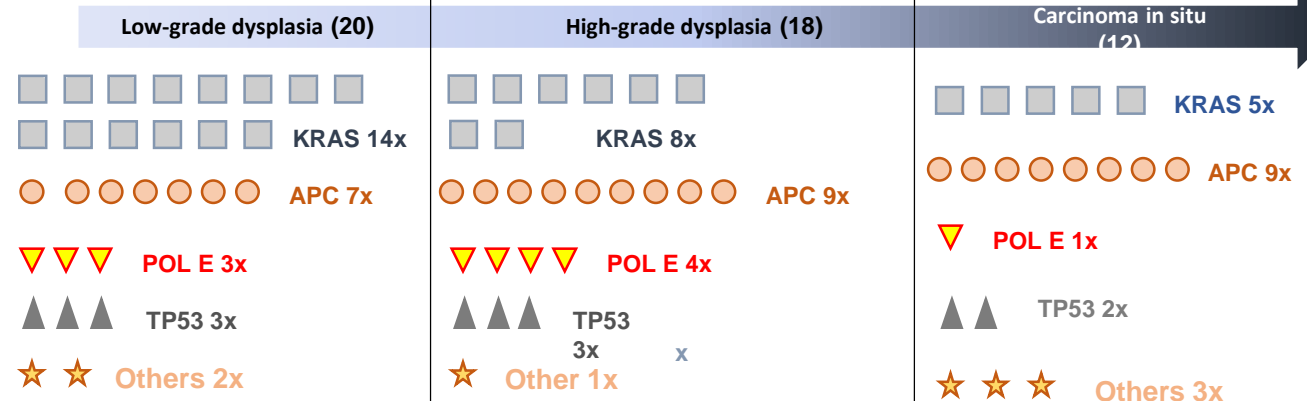 Low-grade dysplasia (20)
High-grade dysplasia (18)
Carcinoma in situ
(12)
KRAS 14x
KRAS 8x
KRAS 5x
APC 7x
APC 9x
APC 9x
POL E 3x
POL E 4x
POL E 1x
TP53 3x
TP53
3x
x
TP53 2x
Others 2x
Other 1x
Others 3x